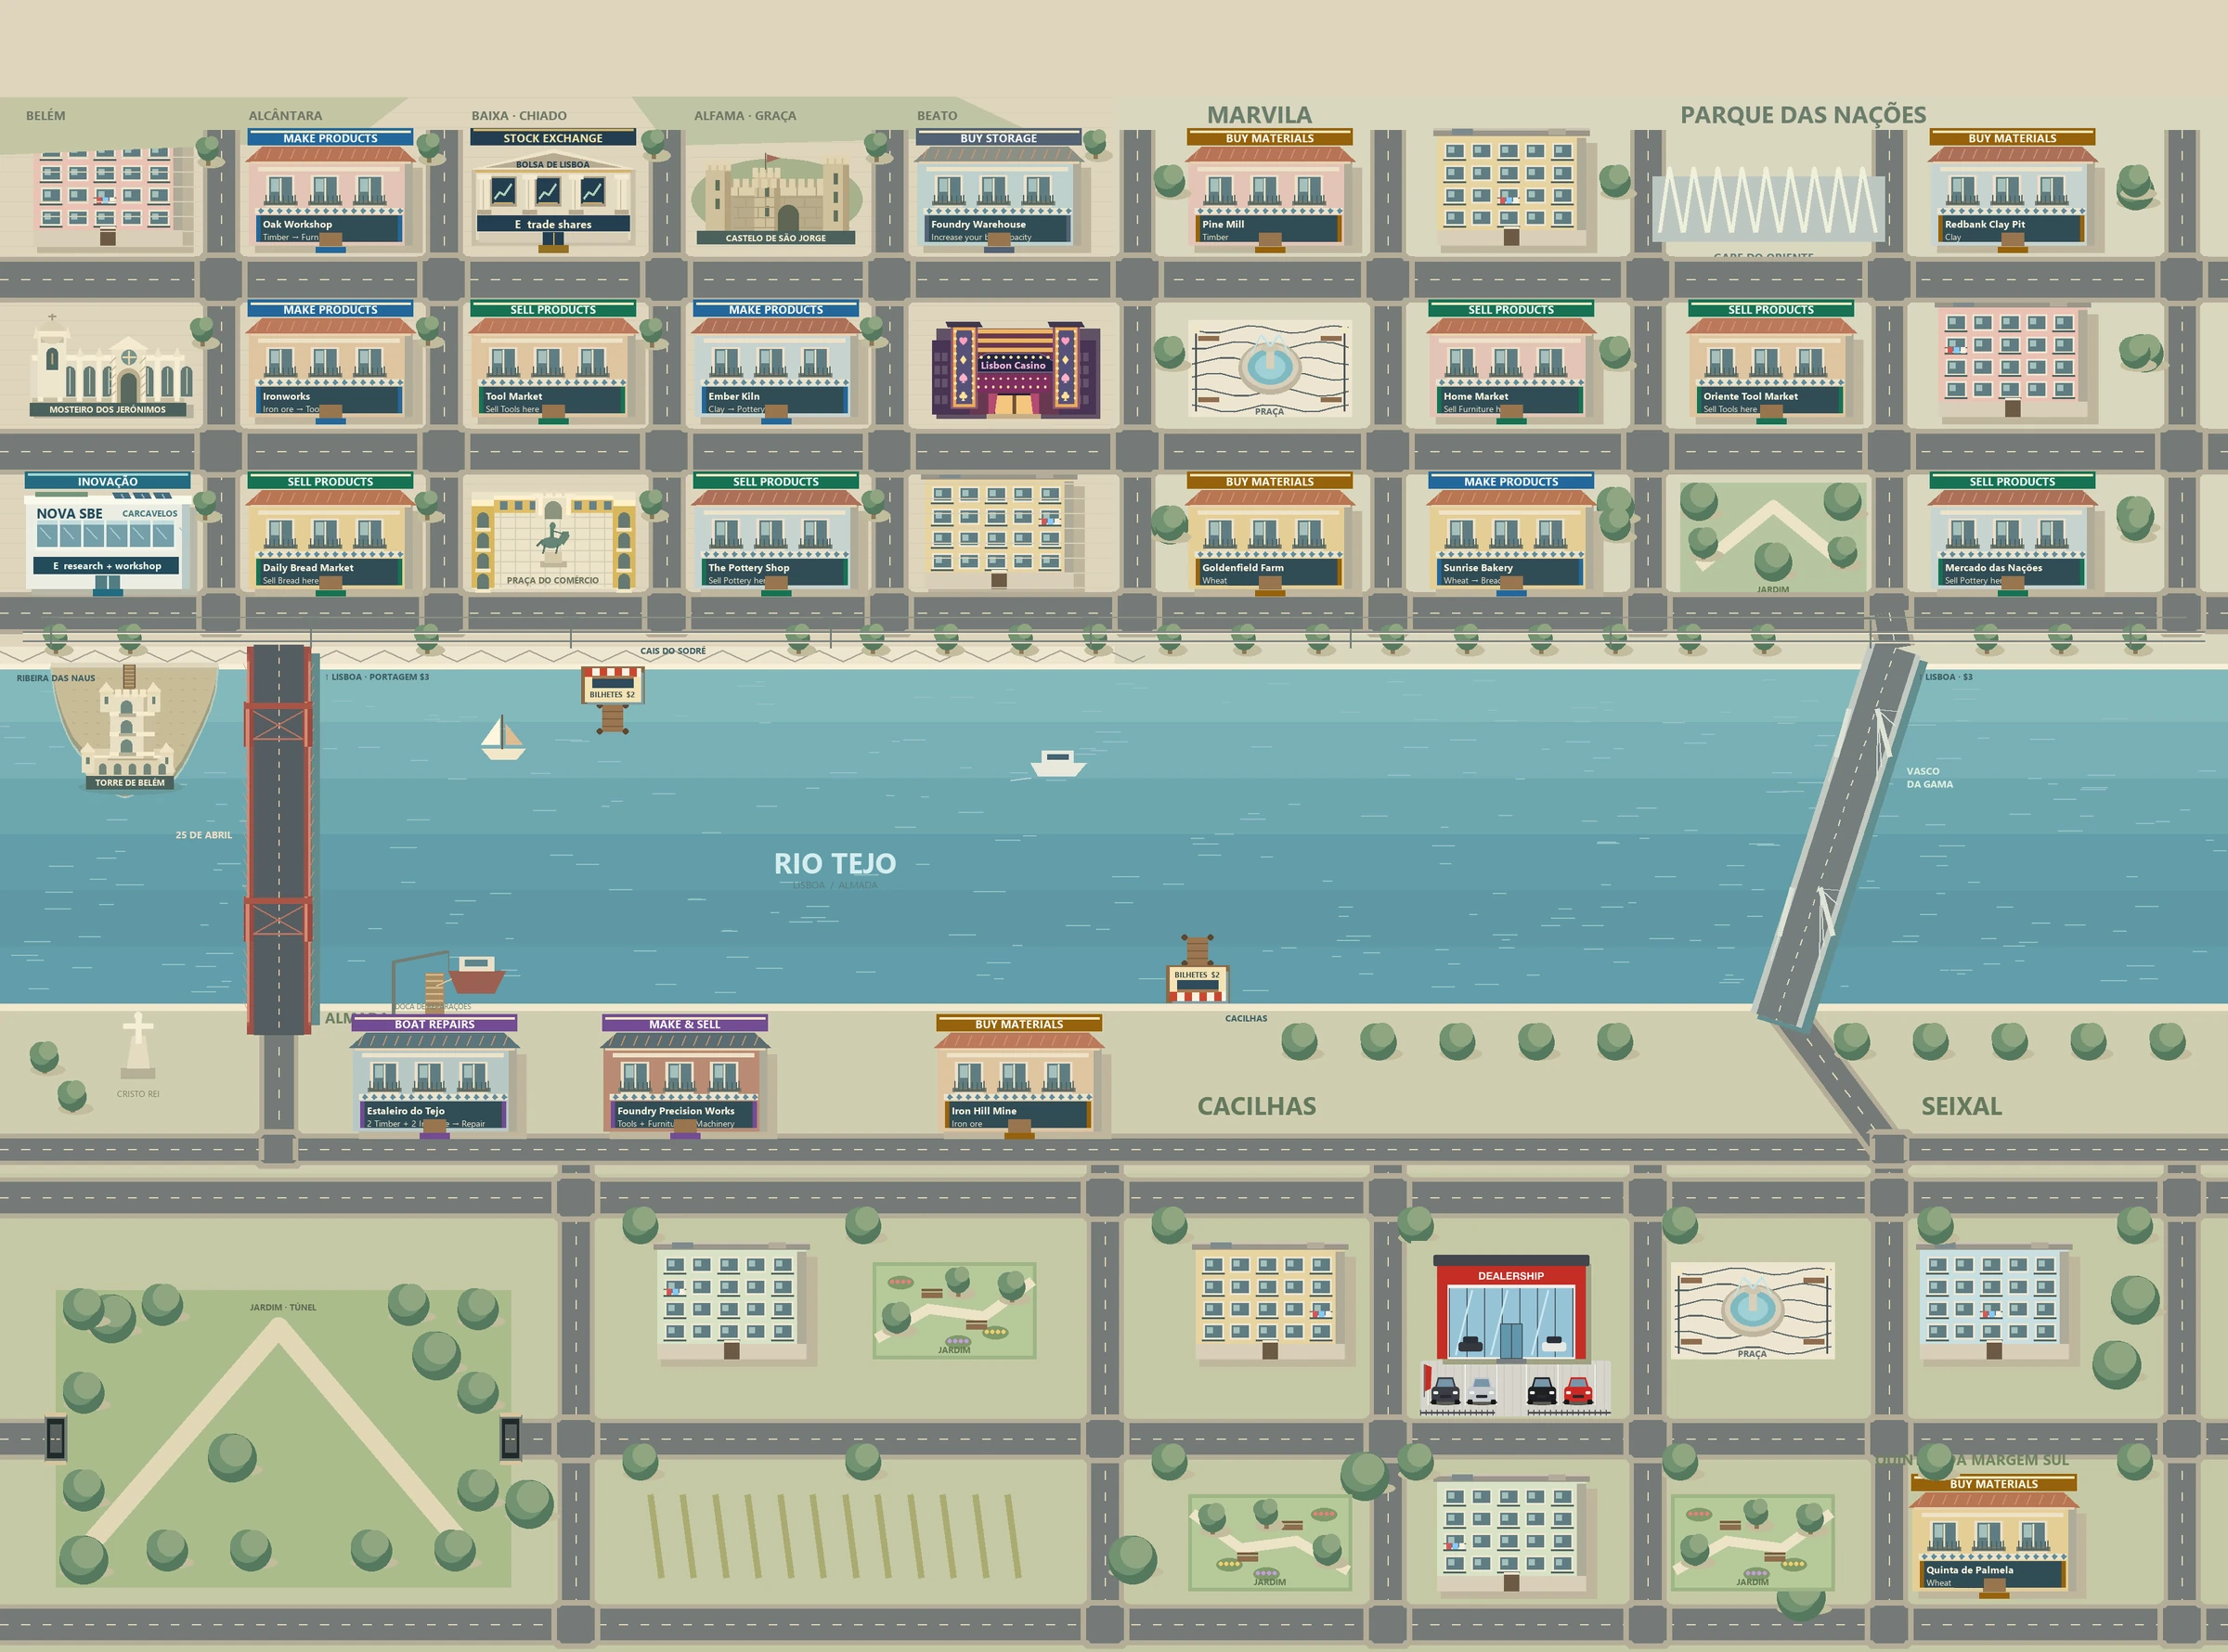 BELÉM
ALCÂNTARA
BAIXA · CHIADO
ALFAMA · GRAÇA
BEATO
MARVILA
PARQUE DAS NAÇÕES
MAKE PRODUCTS
Oak Workshop
Timber →
STOCK EXCHANGE
BOLSA DE LISBOA
E trade shares
CASTELO DE SÃO JORGE
BUY STORAGE
Foundry Warehouse
Increase your
BUY MATERIALS
Pine Mill
Timber
BUY MATERIALS
Redbank Clay Pit
Clay
MOSTEIRO DOS JERÓNIMOS
MAKE PRODUCTS
Ironworks
Iron ore →
SELL PRODUCTS
Tool Market
Sell Tools here
MAKE PRODUCTS
Ember Kiln
Clay → Pottery
Lisbon Casino
PRAÇA
SELL PRODUCTS
Home Market
Sell Furniture
SELL PRODUCTS
Oriente Tool Market
Sell Tools here
INOVAÇÃO
NOVA SBE CARCAVELOS
E research + workshop
SELL PRODUCTS
Daily Bread Market
Sell Bread here
PRAÇA DO COMÉRCIO
SELL PRODUCTS
The Pottery Shop
Sell Pottery
BUY MATERIALS
Goldenfield Farm
Wheat
MAKE PRODUCTS
Sunrise Bakery
Wheat →
JARDIM
SELL PRODUCTS
Mercado das Nações
Sell Pottery
CAIS DO SODRÉ
RIBEIRA DAS NAUS
↑ LISBOA · PORTAGEM $3
LISBOA · $3
BILHETES $2
TORRE DE BELÉM
VASCO
DA GAMA
25 DE ABRIL
RIO TEJO
LISBOA / ALMADA
BILHETES $2
CACILHAS
CRISTO REI
BOAT REPAIRS
Estaleiro do Tejo
2 Timber + 2 → Repair
MAKE & SELL
Foundry Precision Works
Tools + Machinery
BUY MATERIALS
Iron Hill Mine
Iron ore
CACILHAS
SEIXAL
JARDIM · TÚNEL
JARDIM
DEALERSHIP
PRAÇA
DA MARGEM SUL
BUY MATERIALS
Quinta de Palmela
Wheat
JARDIM
JARDIM